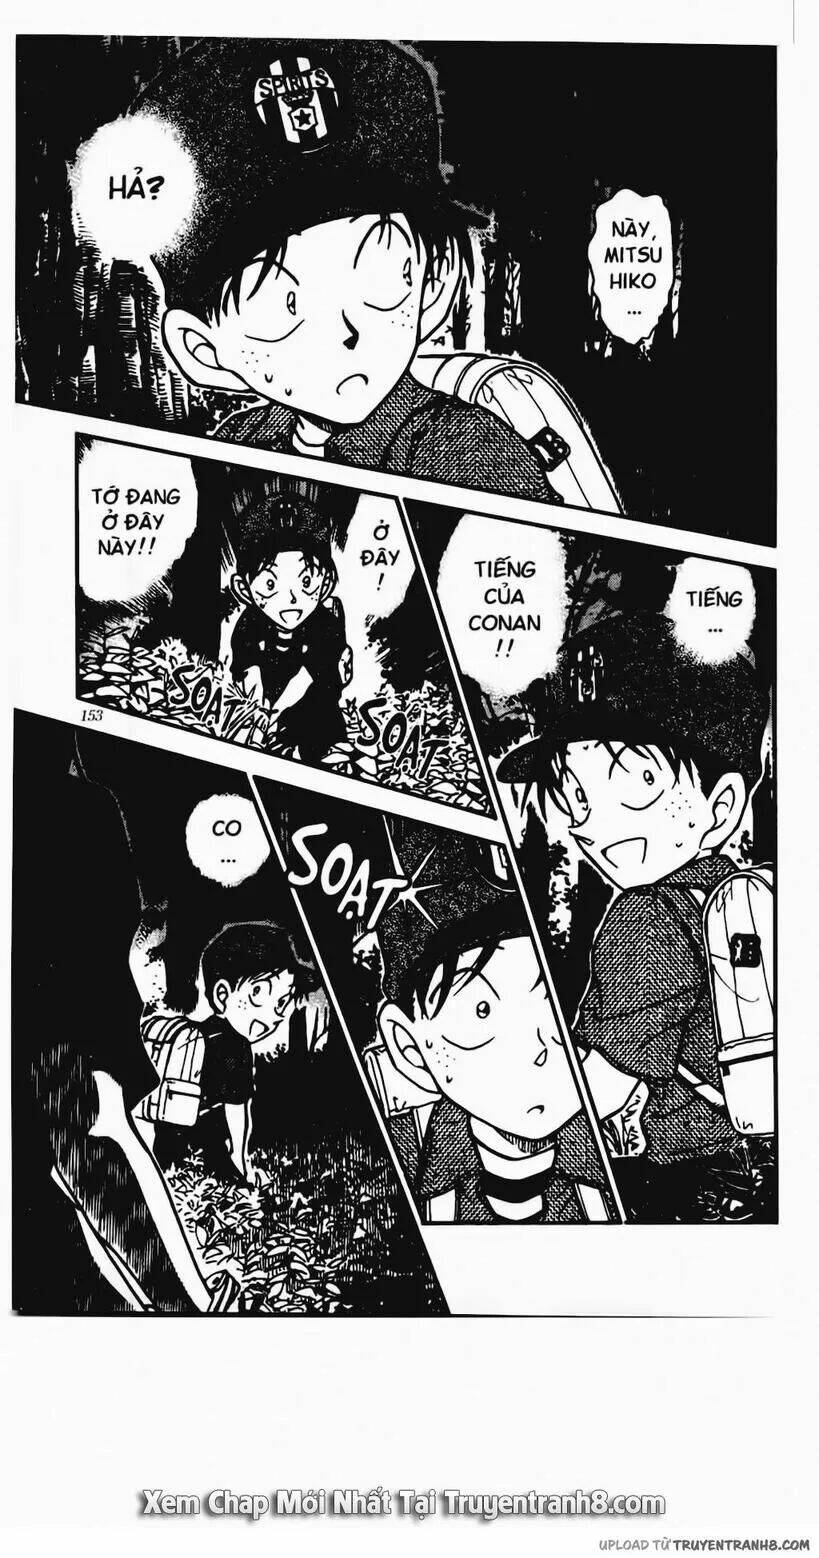 SPIRITS
NÀY,
MITSU
HIKO
...
HẢ?
TIẾNG
...
TIẾNG
CỦA
CONAN
!!
Ở
ĐÂY
!
TỚ ĐANG
Ở ĐÂY
NÀY!!
SOẠT
SOẠT
153
SOẠT
CO
...
Xem Chap Mới Nhất Tại Truyentranh8.com
UPLOAD TỪ TRUYENTRANH8.COM